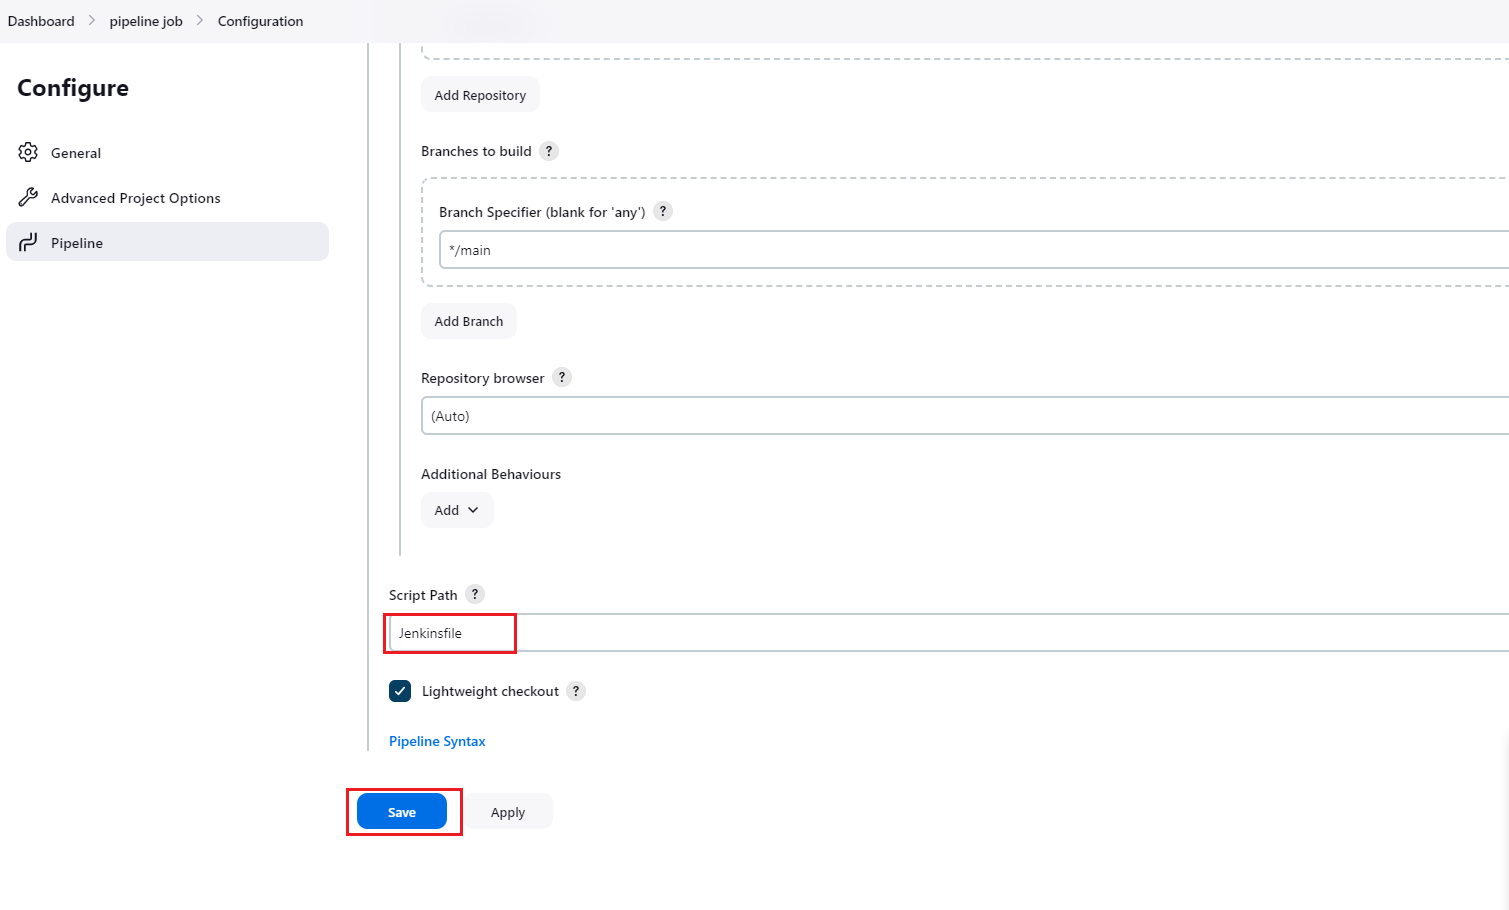 Dashboard > pipeline job > Configuration
Configure
General
Advanced Project Options
Pipeline
Add Repository
Branches to build ?
Branch Specifier (blank for 'any') ?
*/main
Add Branch
Repository browser ?
(Auto)
Additional Behaviours
Add
Script Path ?
Jenkinsfile
Lightweight checkout ?
Pipeline Syntax
Save
Apply